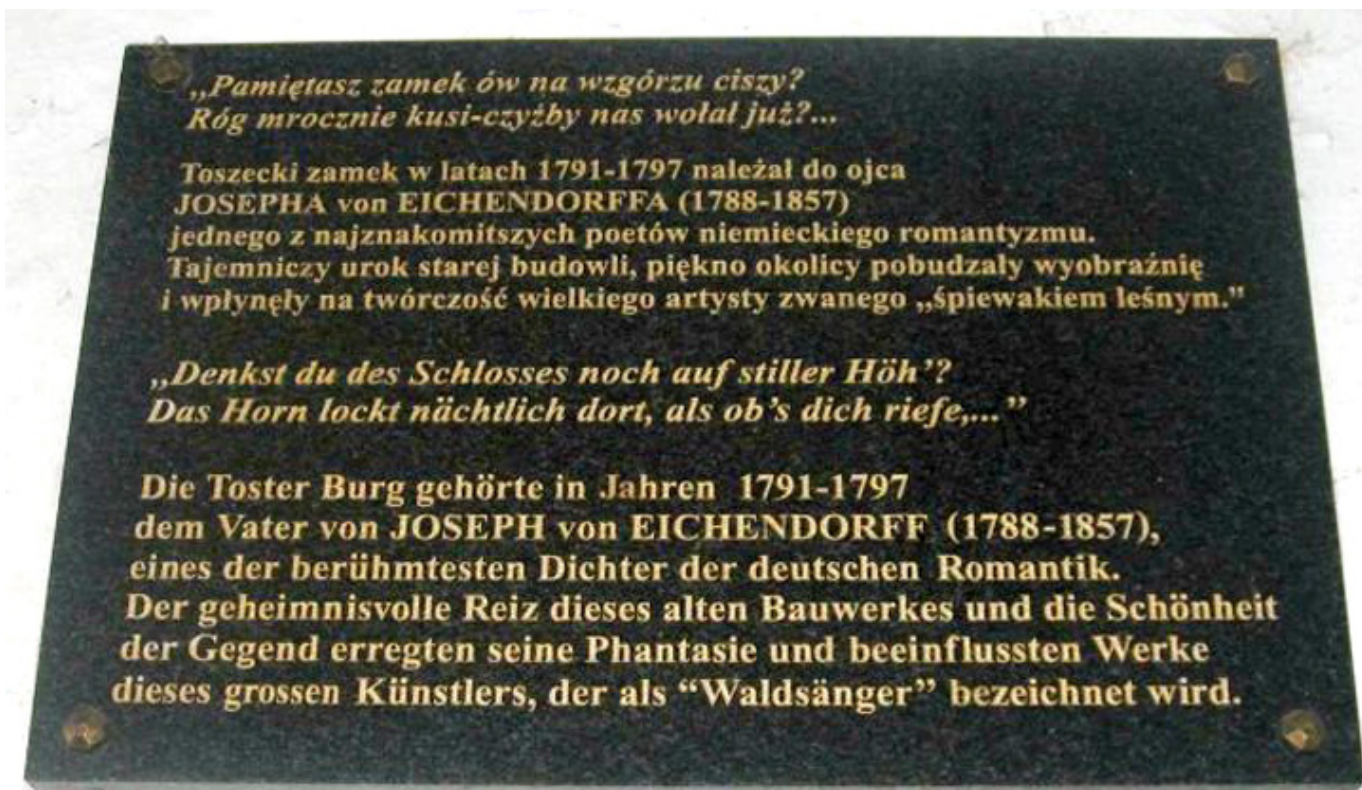 „Pamiętasz zamek ów na wzgórzu ciszy?
Róg mrocznie kusi-czyżby nas wołał już?...
Toszecki zamek w latach 1791-1797 należał do ojca
JOSEPHA von EICHENDORFFA (1788-1857)
jednego z najznakomitszych poetów niemieckiego romantyzmu.
Tajemniczy urok starej budowli, piękno okolicy pobudzały wyobraźnię
i wpłynęły na twórczość wielkiego artysty zwanego „śpiewakiem leśnym."
„Denkst du des Schlosses noch auf stiller Höh’?
Das Horn lockt nächtlich dort, als ob’s dich riefe,...”
Die Toster Burg gehörte in Jahren 1791-1797
dem Vater von JOSEPH von EICHENDORFF (1788-1857),
eines der berühmtesten Dichter der deutschen Romantik.
Der geheimnisvolle Reiz dieses alten Bauwerkes und die Schönheit
der Gegend erregten seine Phantasie und beeinflussten Werke
dieses grossen Künstlers, der als “Waldsänger” bezeichnet wird.